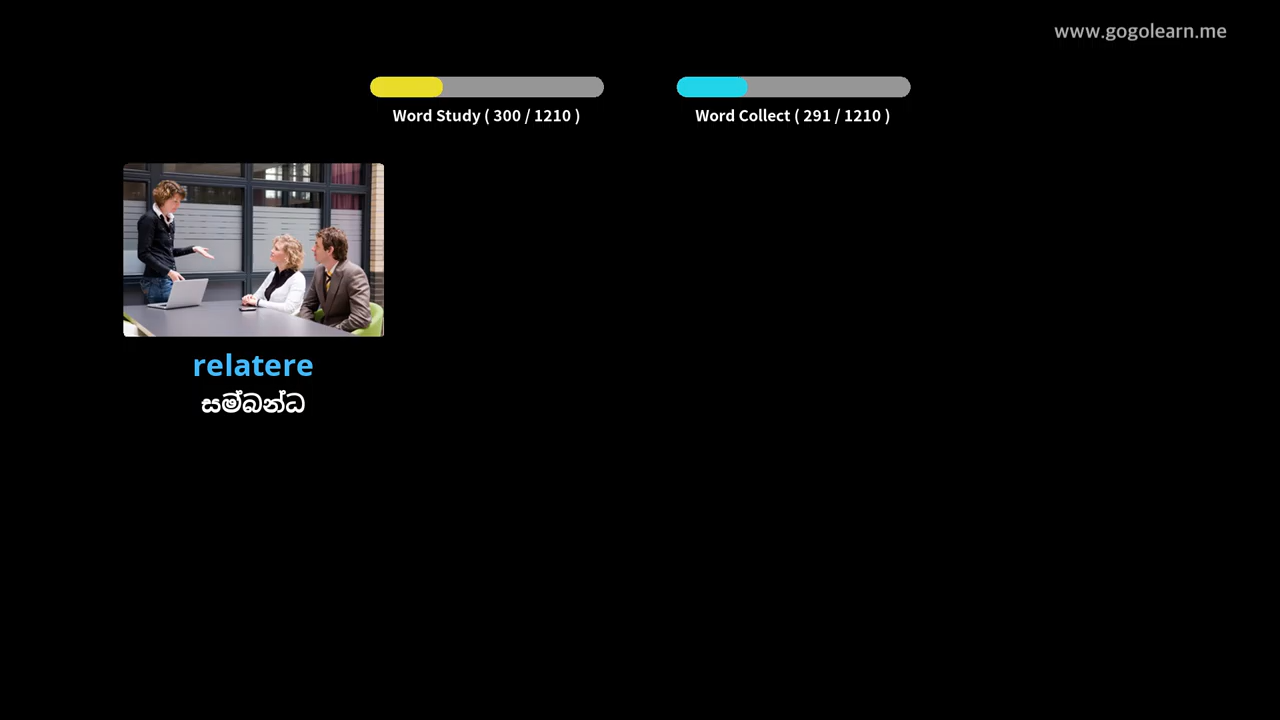 www.gogolearn.me
Word Study ( 300 / 1210 )
Word Collect ( 291 / 1210 )
relatere
සම්බන්ධ